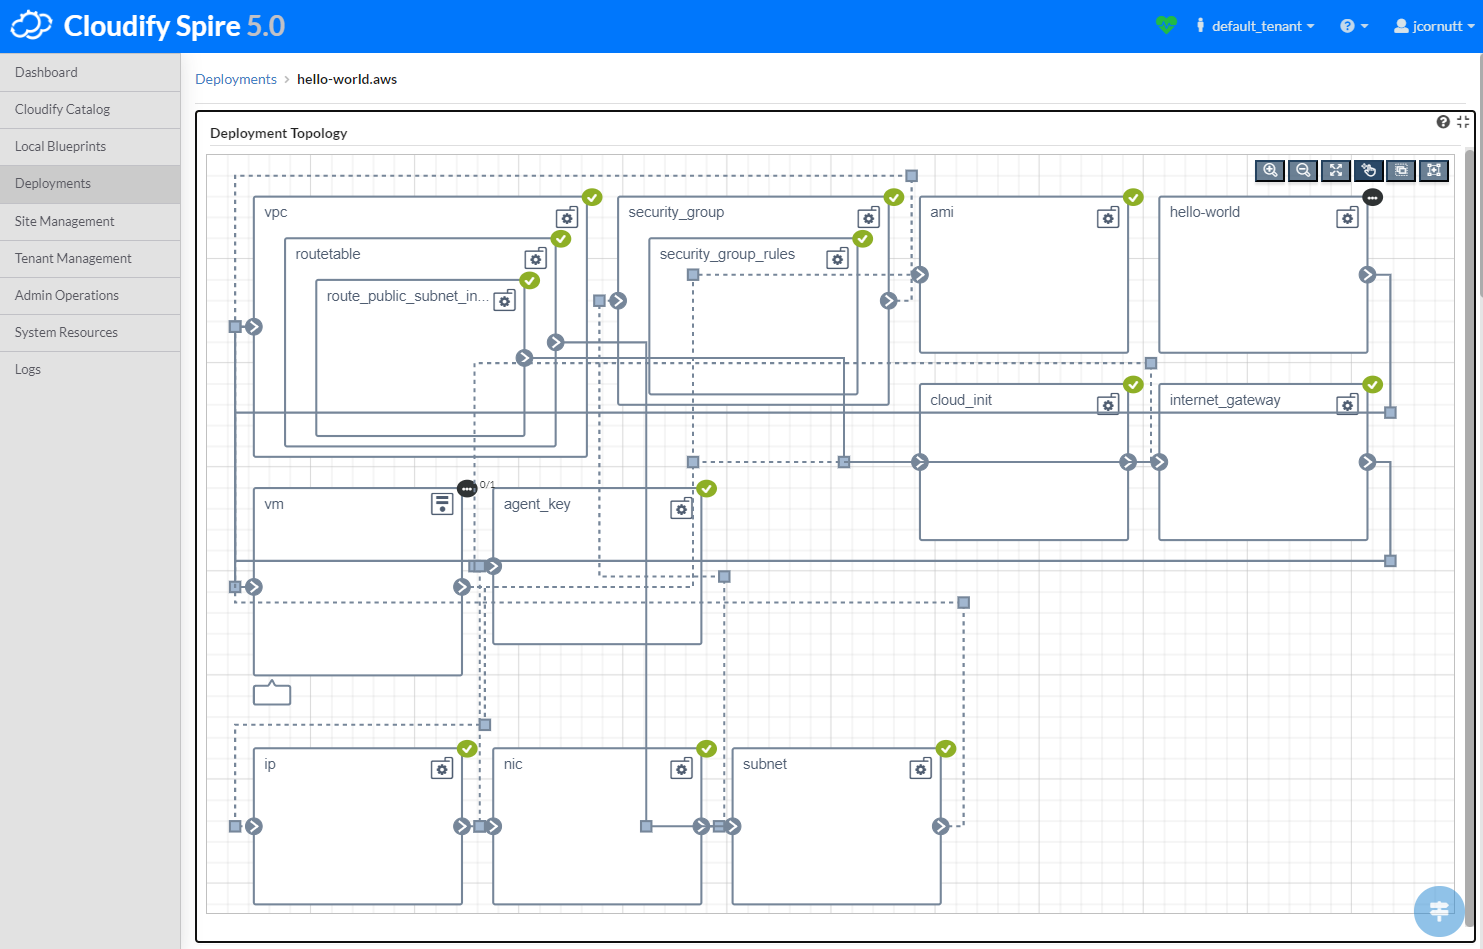 Cloudify Spire 5.0
default_tenant
jcornutt
Dashboard
Cloudify Catalog
Local Blueprints
Deployments
Site Management
Tenant Management
Admin Operations
System Resources
Logs
Deployments > hello-world.aws
Deployment Topology
vpc
security_group
ami
hello-world
routetable
security_group_rules
route_public_subnet_in...
cloud_init
internet_gateway
0/1
vm
agent_key
ip
nic
subnet